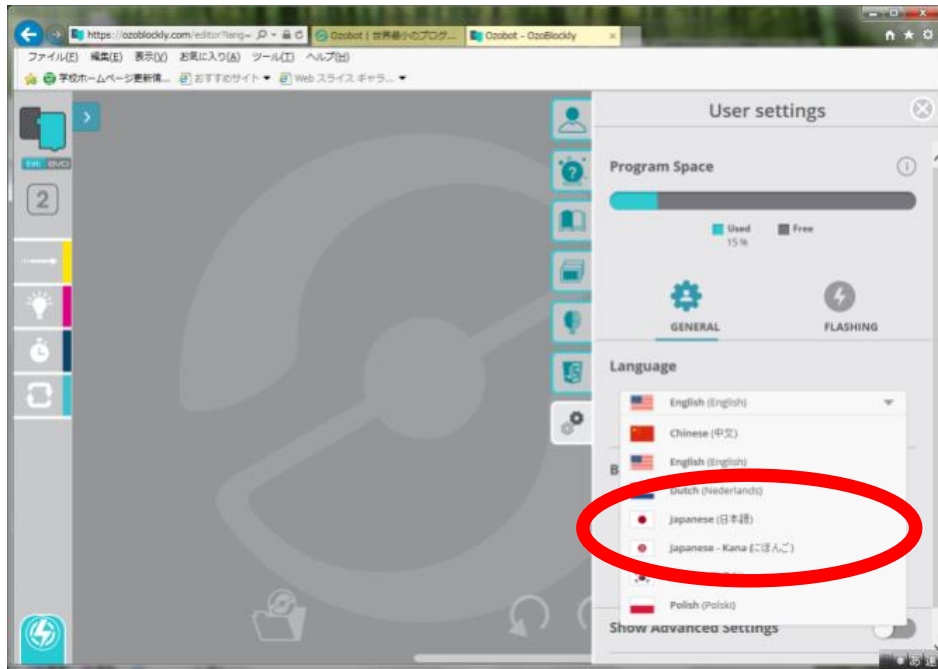 https://ozoblockly.com/editor?lang=
Ozobot | 世界最小のプログ...
Ozobot - OzoBlockly
ファイル(F) 編集(E) 表示(V) お気に入り(A) ツール(T) ヘルプ(H)
学校ホームページ更新情... おすすめサイト Web スライス ギャラ...
User settings
bit evo
Program Space
2
Used
Free
15 %
GENERAL
FLASHING
Language
English (English)
Chinese (中文)
English (English)
B
Dutch (Nederlands)
Japanese (日本語)
Japanese - Kana (にほんご)
Polish (Polski)
Show Advanced Settings
あ